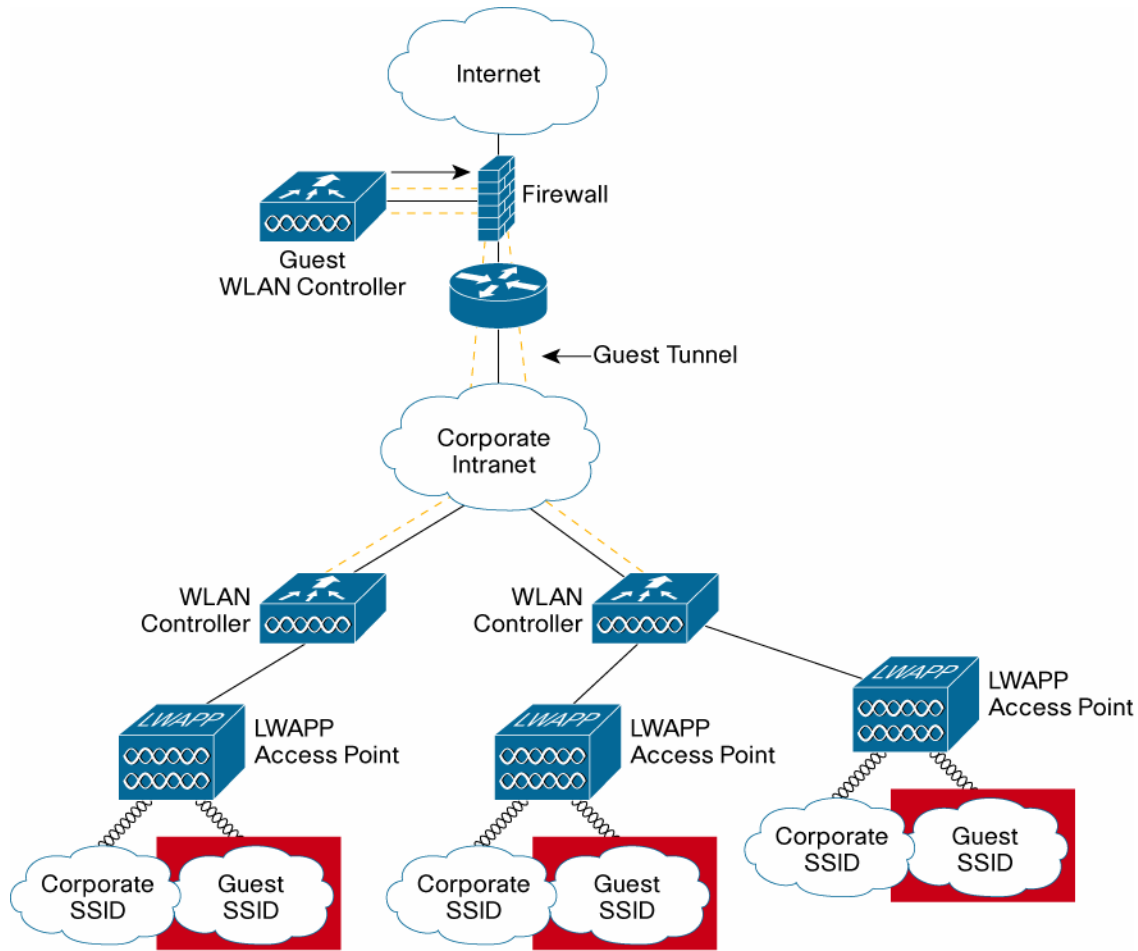 Internet
Firewall
Guest
WLAN Controller
Guest Tunnel
Corporate
Intranet
WLAN
Controller
WLAN
Controller
LWAPP
LWAPP
Access Point
LWAPP
LWAPP
Access Point
LWAPP
LWAPP
Access Point
Corporate
SSID
Guest
SSID
Corporate
SSID
Guest
SSID
Corporate
SSID
Guest
SSID